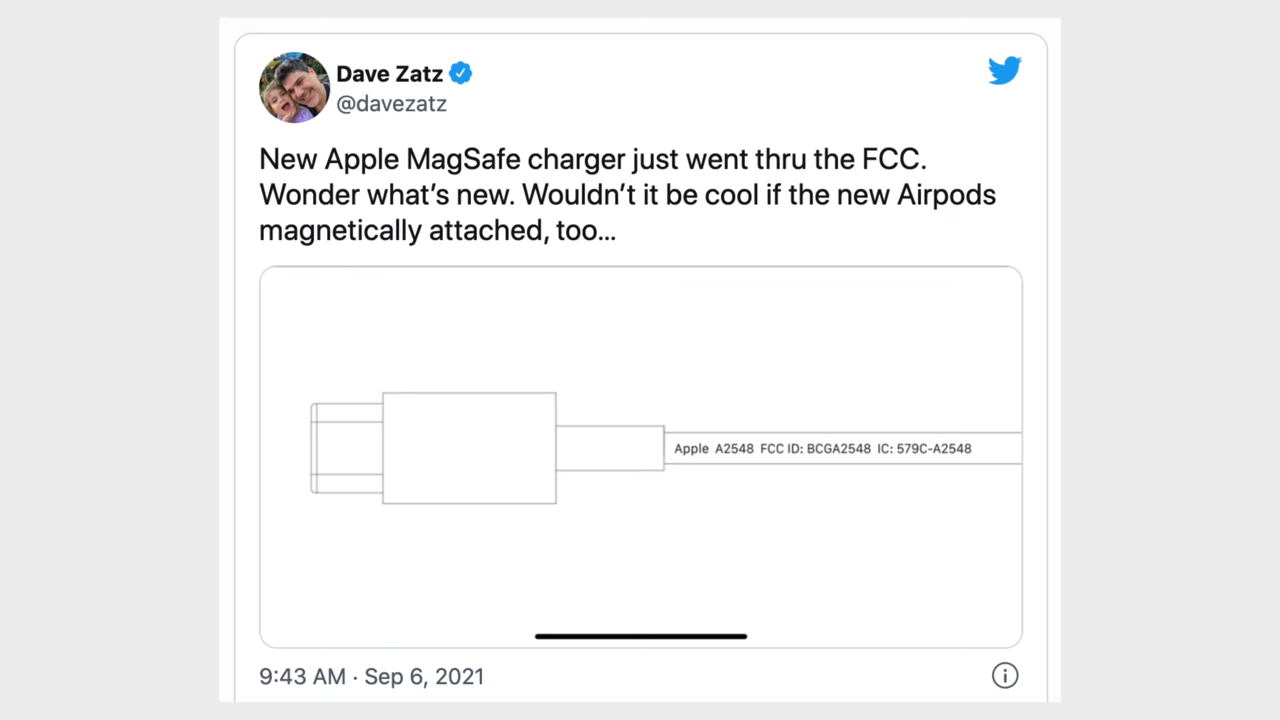 Dave Zatz
@davezatz
New Apple MagSafe charger just went thru the FCC.
Wonder what’s new. Wouldn’t it be cool if the new Airpods
magnetically attached, too...
Apple A2548 FCC ID: BCGA2548 IC: 579C-A2548
9:43 AM · Sep 6, 2021